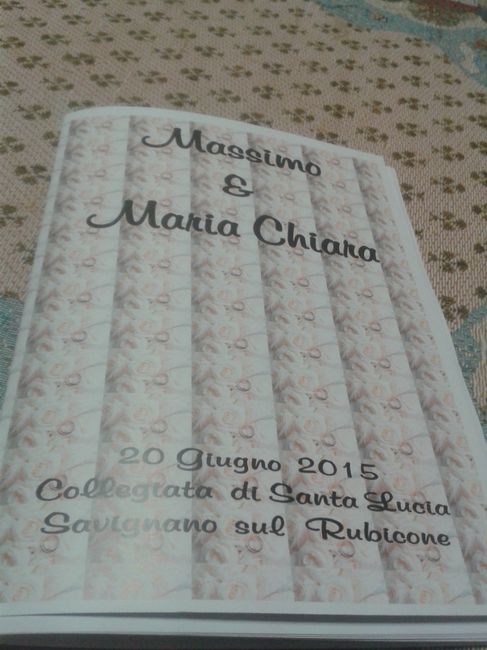 Massimo
&
Maria Chiara
20 Giugno 2015
Collegiata di Santa Lucia
Savignano sul Rubicone